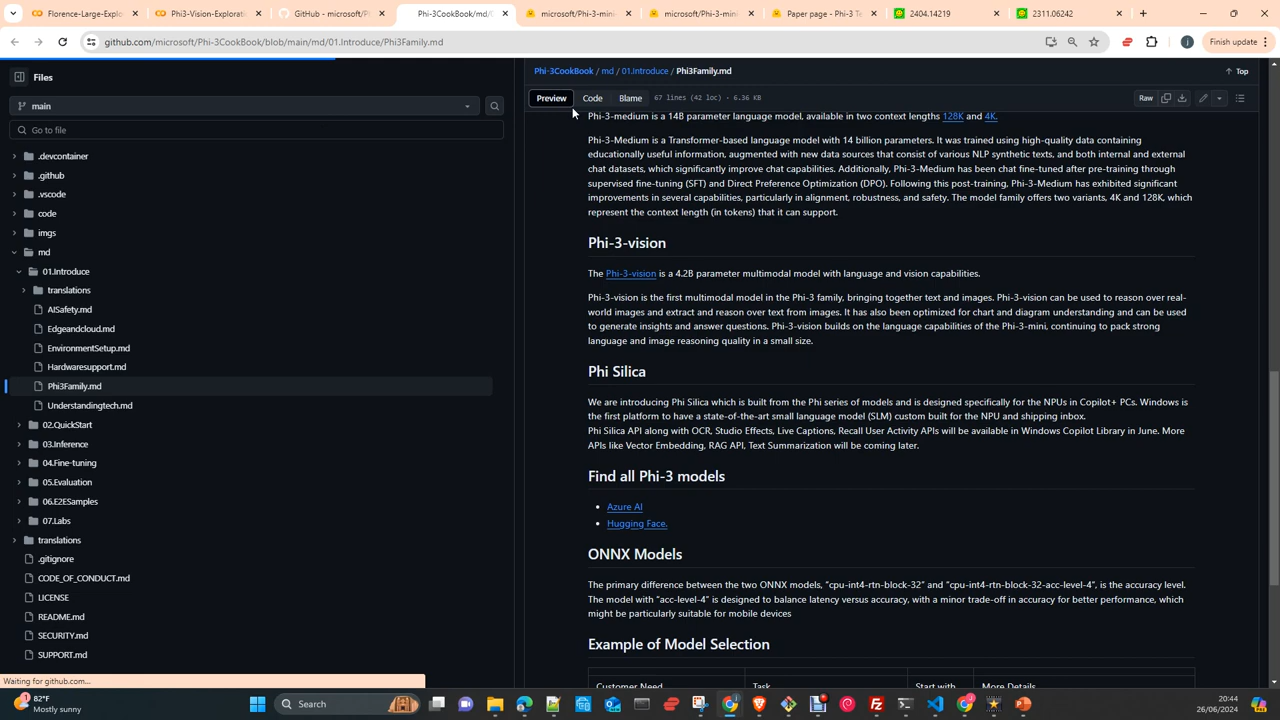 Florence-Large-Explo
Phi3-Vision-Exploratio
GitHub - microsoft/P
Phi-3CookBook/md/
microsoft/Phi-3-mini
microsoft/Phi-3-mini
Paper page - Phi-3 Te
2404.14219
2311.06242
github.com/microsoft/Phi-3CookBook/blob/main/md/01.Introduce/Phi3Family.md
j
Finish update
Files
main
Go to file
.devcontainer
.github
.vscode
code
imgs
md
01.Introduce
translations
AISafety.md
Edgeandcloud.md
EnvironmentSetup.md
Hardwaresupport.md
Phi3Family.md
Understandingtech.md
02.QuickStart
03.Inference
04.Fine-tuning
05.Evaluation
06.E2ESamples
07.Labs
translations
.gitignore
CODE_OF_CONDUCT.md
LICENSE
README.md
SECURITY.md
SUPPORT.md
Waiting for github.com...
Phi-3CookBook / md / 01.Introduce / Phi3Family.md
Top
Preview Code Blame 67 lines (42 loc) · 6.36 KB
Raw
Phi-3-medium is a 14B parameter language model, available in two context lengths 128K and 4K.
Phi-3-Medium is a Transformer-based language model with 14 billion parameters. It was trained using high-quality data containing
educationally useful information, augmented with new data sources that consist of various NLP synthetic texts, and both internal and external
chat datasets, which significantly improve chat capabilities. Additionally, Phi-3-Medium has been chat fine-tuned after pre-training through
supervised fine-tuning (SFT) and Direct Preference Optimization (DPO). Following this post-training, Phi-3-Medium has exhibited significant
improvements in several capabilities, particularly in alignment, robustness, and safety. The model family offers two variants, 4K and 128K, which
represent the context length (in tokens) that it can support.
Phi-3-vision
The Phi-3-vision is a 4.2B parameter multimodal model with language and vision capabilities.
Phi-3-vision is the first multimodal model in the Phi-3 family, bringing together text and images. Phi-3-vision can be used to reason over real-
world images and extract and reason over text from images. It has also been optimized for chart and diagram understanding and can be used
to generate insights and answer questions. Phi-3-vision builds on the language capabilities of the Phi-3-mini, continuing to pack strong
language and image reasoning quality in a small size.
Phi Silica
We are introducing Phi Silica which is built from the Phi series of models and is designed specifically for the NPUs in Copilot+ PCs. Windows is
the first platform to have a state-of-the-art small language model (SLM) custom built for the NPU and shipping inbox.
Phi Silica API along with OCR, Studio Effects, Live Captions, Recall User Activity APIs will be available in Windows Copilot Library in June. More
APIs like Vector Embedding, RAG API, Text Summarization will be coming later.
Find all Phi-3 models
Azure AI
Hugging Face.
ONNX Models
The primary difference between the two ONNX models, "cpu-int4-rtn-block-32" and "cpu-int4-rtn-block-32-acc-level-4", is the accuracy level.
The model with "acc-level-4" is designed to balance latency versus accuracy, with a minor trade-off in accuracy for better performance, which
might be particularly suitable for mobile devices
Example of Model Selection
Customer Need Task Start with More Details
1
82°F
Mostly sunny
Search
20:44
26/06/2024